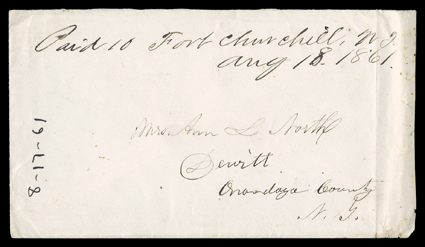 Paid 10 Fort Churchill, N.T.
Aug 18. 1861.
Mrs Ann L North
Dewitt
Onondaga County
N. Y.
8-17-61